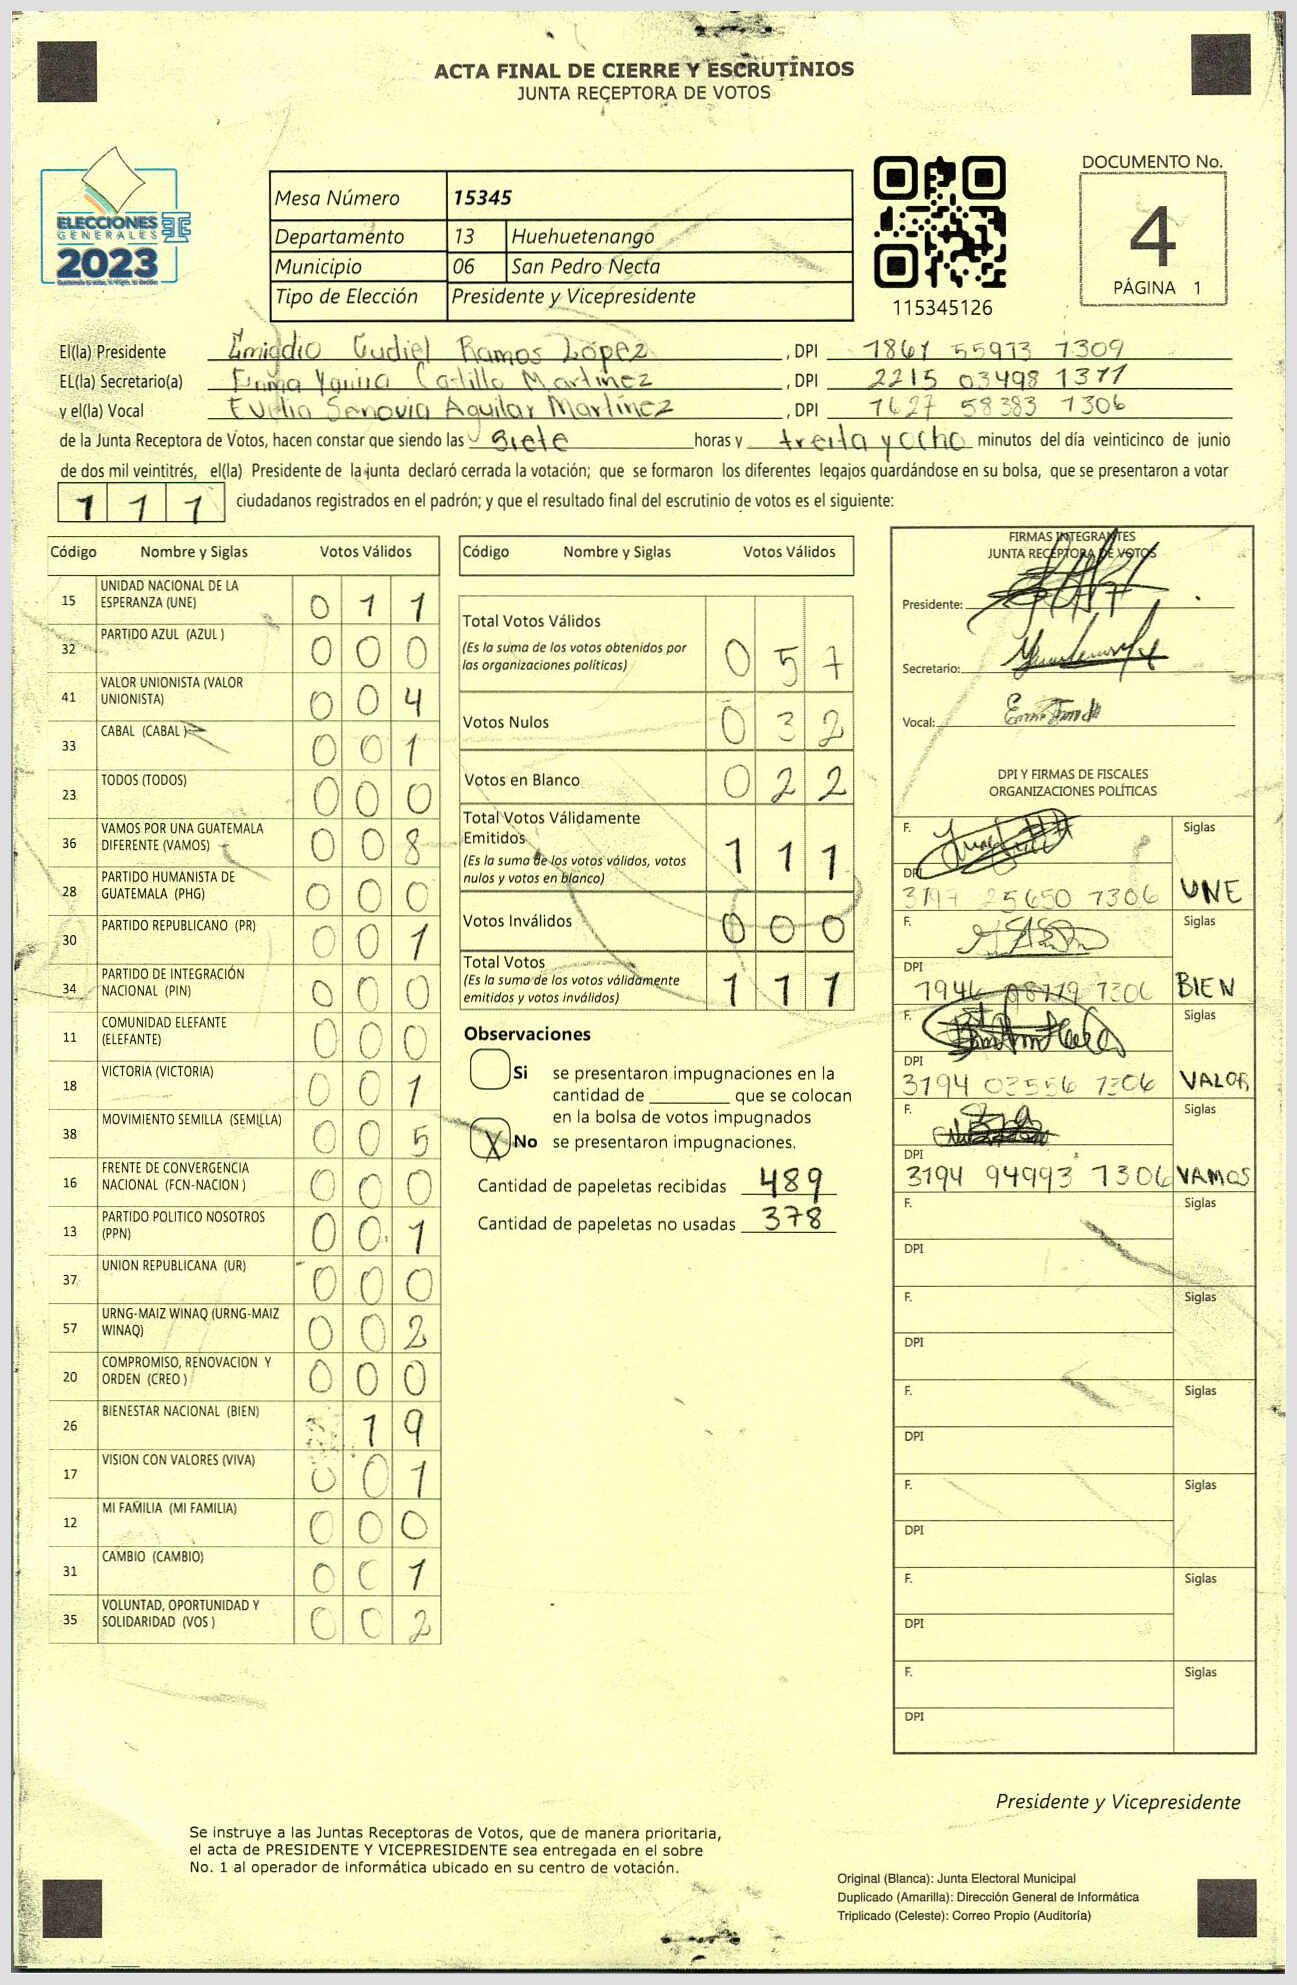 ACTA FINAL DE CIERRE Y ESCRUTINIOS
JUNTA RECEPTORA DE VOTOS
ELECCIONES
GENERALES
2023
Mesa Número 15345
Departamento 13 Huehuetenango
Municipio 06 San Pedro Necta
Tipo de Elección Presidente y Vicepresidente
115345126
DOCUMENTO No.
4
PÁGINA 1
El(la) Presidente Emigdio Gudiel Ramos López, DPI 1867 55973 1309
EL(la) Secretario(a) Castillo Martínez, DPI 2215 03498 1311
y el(la) Vocal Evelia Senovia Aguilar Martínez, DPI 1627 58383 1306
de la Junta Receptora de Votos, hacen constar que siendo las siete horas y treita y ocho minutos del día veinticinco de junio
de dos mil veintitrés, el(la) Presidente de la junta declaró cerrada la votación; que se formaron los diferentes legajos guardándose en su bolsa, que se presentaron a votar
1 1 1 ciudadanos registrados en el padrón; y que el resultado final del escrutinio de votos es el siguiente:
Código Nombre y Siglas Votos Válidos
15 UNIDAD NACIONAL DE LA ESPERANZA (UNE) 0 1 1
32 PARTIDO AZUL (AZUL ) 0 0 0
41 VALOR UNIONISTA (VALOR UNIONISTA) 0 0 4
33 CABAL (CABAL ) 0 0 1
23 TODOS (TODOS) 0 0 0
36 VAMOS POR UNA GUATEMALA DIFERENTE (VAMOS) 0 0 8
28 PARTIDO HUMANISTA DE GUATEMALA (PHG) 0 0 0
30 PARTIDO REPUBLICANO (PR) 0 0 1
34 PARTIDO DE INTEGRACIÓN NACIONAL (PIN) 0 0 0
11 COMUNIDAD ELEFANTE (ELEFANTE) 0 0 0
18 VICTORIA (VICTORIA) 0 0 1
38 MOVIMIENTO SEMILLA (SEMILLA) 0 0 5
16 FRENTE DE CONVERGENCIA NACIONAL (FCN-NACION ) 0 0 0
13 PARTIDO POLITICO NOSOTROS (PPN) 0 0 1
37 UNION REPUBLICANA (UR) 0 0 0
57 URNG-MAIZ WINAQ (URNG-MAIZ WINAQ) 0 0 2
20 COMPROMISO, RENOVACION Y ORDEN (CREO ) 0 0 0
26 BIENESTAR NACIONAL (BIEN) 1 9
17 VISION CON VALORES (VIVA) 0 0 1
12 MI FAMILIA (MI FAMILIA) 0 0 0
31 CAMBIO (CAMBIO) 0 0 1
35 VOLUNTAD, OPORTUNIDAD Y SOLIDARIDAD (VOS ) 0 0 2
Código Nombre y Siglas Votos Válidos
Total Votos Válidos 0 5 7
(Es la suma de los votos obtenidos por
las organizaciones políticas)
Votos Nulos 0 3 2
Votos en Blanco 0 2 2
Total Votos Válidamente
Emitidos 1 1 1
(Es la suma de los votos válidos, votos
nulos y votos en blanco)
Votos Inválidos 0 0 0
Total Votos 1 1 1
(Es la suma de los votos válidamente
emitidos y votos inválidos)
Observaciones
Si se presentaron impugnaciones en la
cantidad de ________ que se colocan
en la bolsa de votos impugnados
X No se presentaron impugnaciones.
Cantidad de papeletas recibidas 489
Cantidad de papeletas no usadas 378
FIRMAS INTEGRANTES
JUNTA RECEPTORA DE VOTOS
Presidente:
Secretario:
Vocal:
DPI Y FIRMAS DE FISCALES
ORGANIZACIONES POLÍTICAS
F. Siglas
DPI 25650 1306 UNE
F. Siglas
DPI 1946 1306 BIEN
F. Siglas
DPI 3194 03556 1306 VALOR
F. Siglas
DPI 3194 94993 1306 VAMOS
F. Siglas
DPI
F. Siglas
DPI
F. Siglas
DPI
F. Siglas
DPI
F. Siglas
DPI
F. Siglas
DPI
Presidente y Vicepresidente
Se instruye a las Juntas Receptoras de Votos, que de manera prioritaria,
el acta de PRESIDENTE Y VICEPRESIDENTE sea entregada en el sobre
No. 1 al operador de informática ubicado en su centro de votación.
Original (Blanca): Junta Electoral Municipal
Duplicado (Amarilla): Dirección General de Informática
Triplicado (Celeste): Correo Propio (Auditoría)